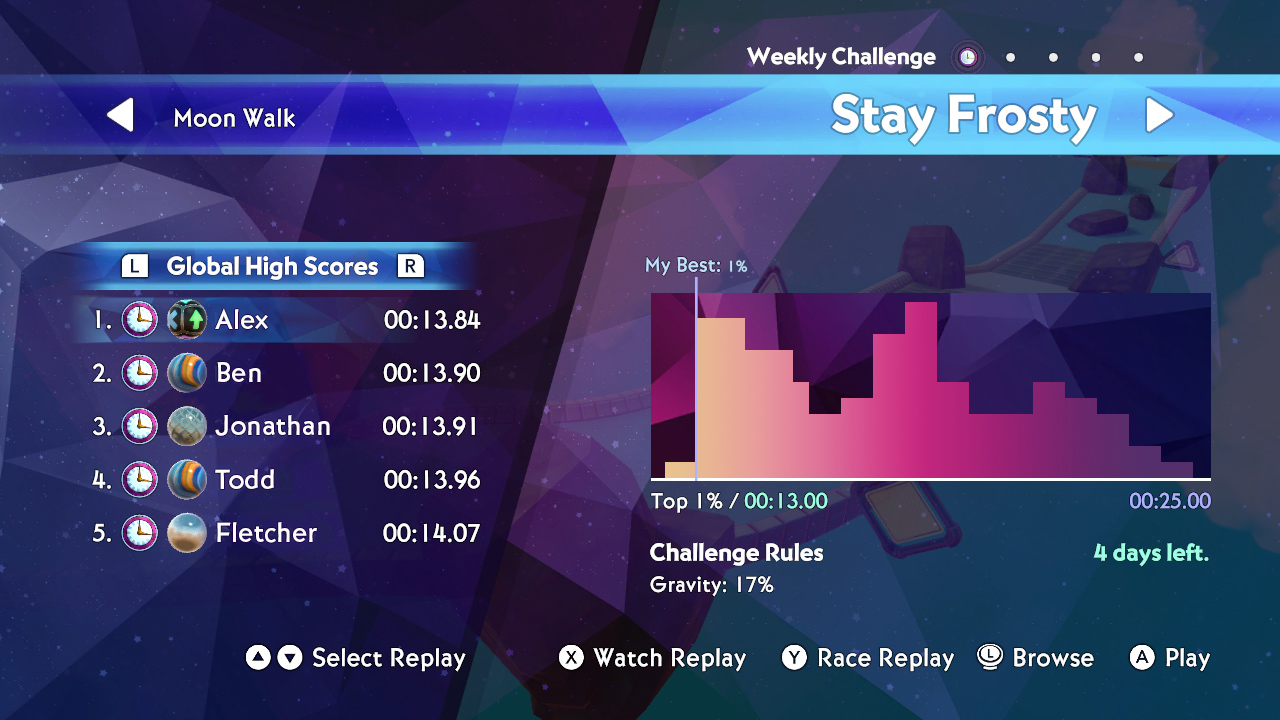 Weekly Challenge
Moon Walk
Stay Frosty
L Global High Scores R
1. Alex 00:13.84
2. Ben 00:13.90
3. Jonathan 00:13.91
4. Todd 00:13.96
5. Fletcher 00:14.07
My Best: 1%
Top 1% / 00:13.00
00:25.00
Challenge Rules
4 days left.
Gravity: 17%
Select Replay
X Watch Replay
Y Race Replay
L Browse
A Play